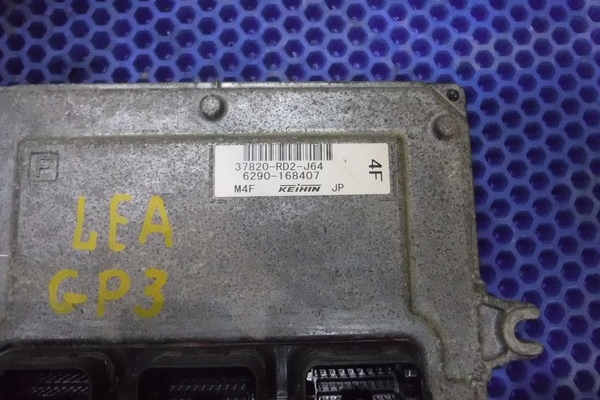 37820-RD2-J64
6290-168407
M4F KEIHIN JP
4F
LEA
GP3